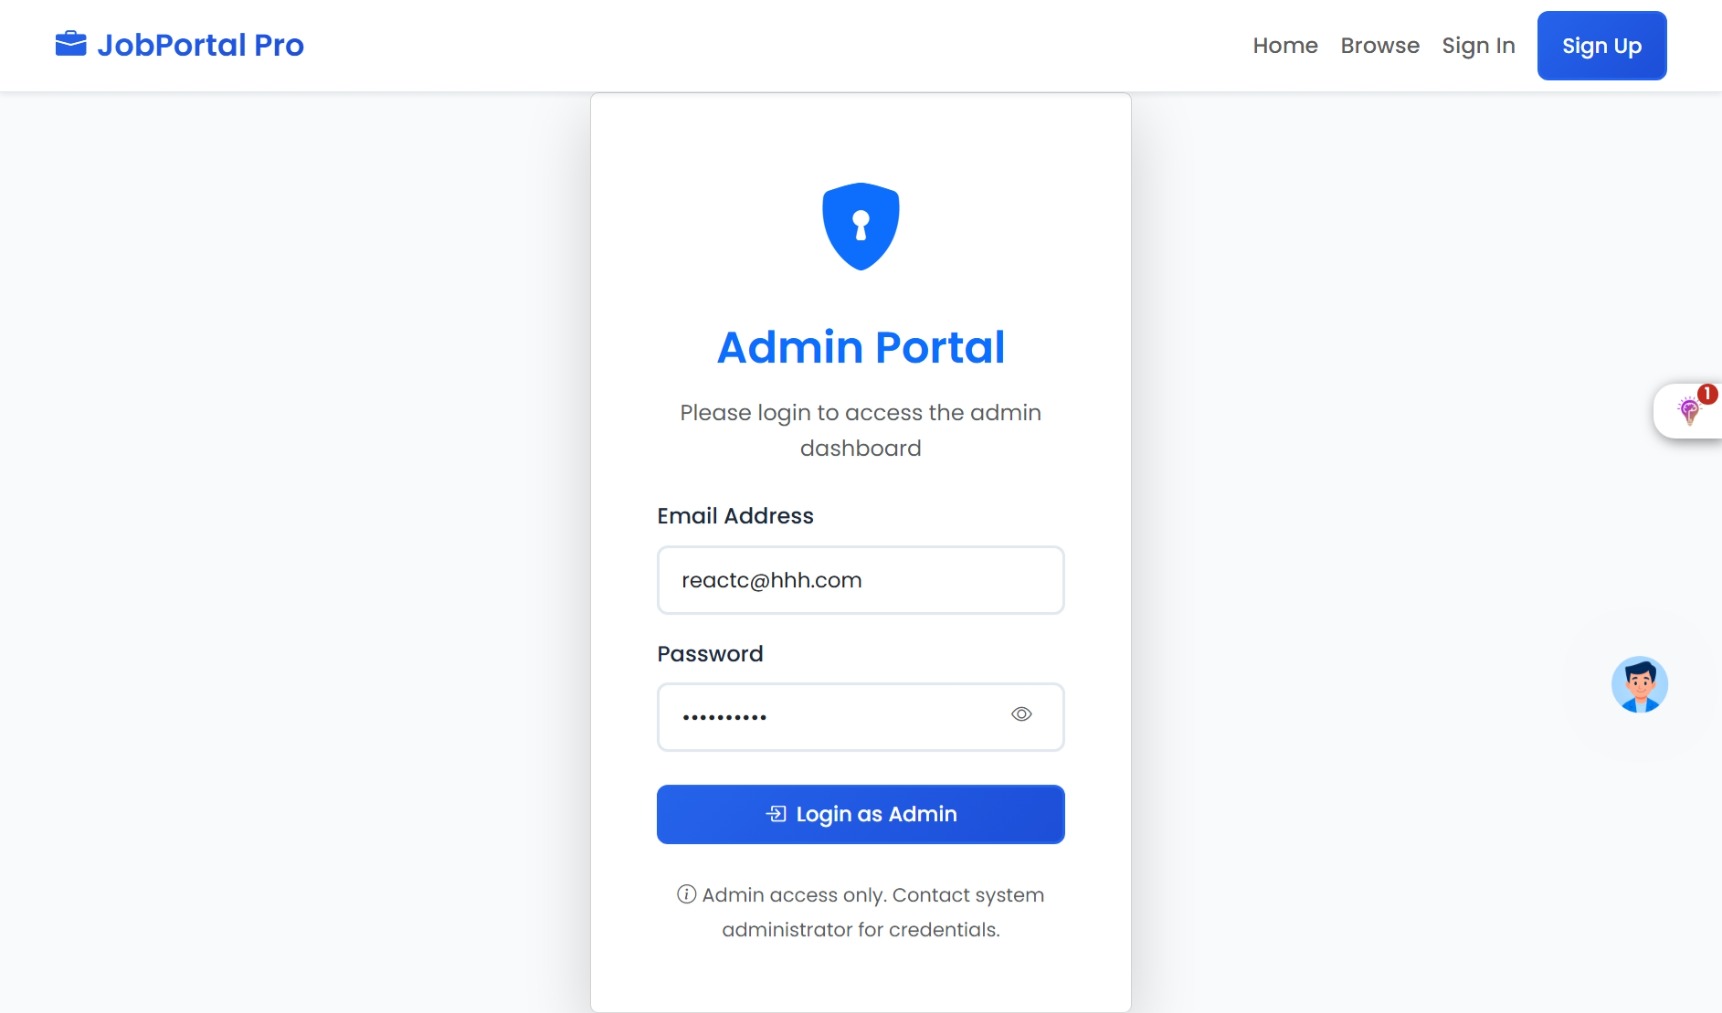 JobPortal Pro
Home Browse Sign In Sign Up
Admin Portal
Please login to access the admin
dashboard
Email Address
reactc@hhh.com
Password
••••••••••
Login as Admin
Admin access only. Contact system
administrator for credentials.
1